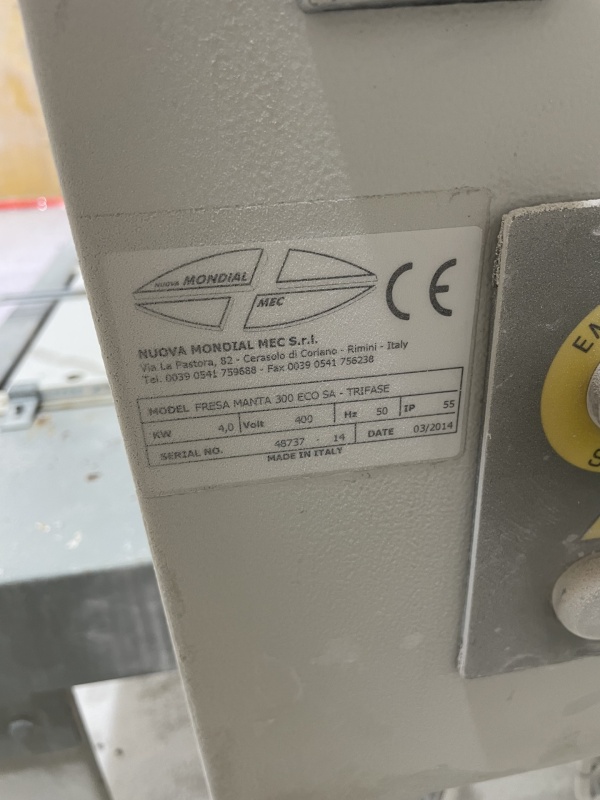 NUOVA MONDIAL
MEC
CE
NUOVA MONDIAL MEC S.r.l.
Via La Pastora, 82 - Cerasolo di Coriano - Rimini - Italy
Tel. 0039 0541 759688 - Fax 0039 0541 756238
MODEL FRESA MANTA 300 ECO SA - TRIFASE
KW 4,0 Volt 400 Hz 50 IP 55
SERIAL NO. 48737 - 14 DATE 03/2014
MADE IN ITALY